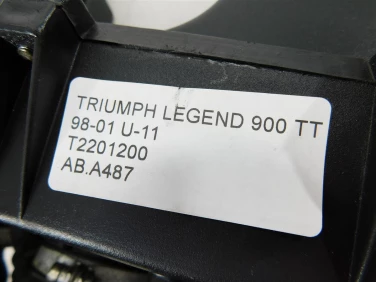 TRIUMPH LEGEND 900 TT
98-01 U-11
T2201200
AB.A487